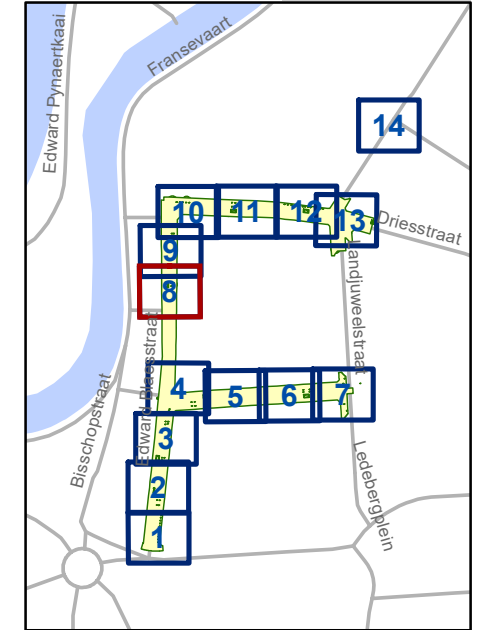 Edward Pynaertkaai
Fransevaart
14
10
11
12
13
Driesstraat
9
8
Landjuweelstraat
Edward Blaesstraat
4
5
6
7
Bisschopstraat
3
Ledebergplein
2
1